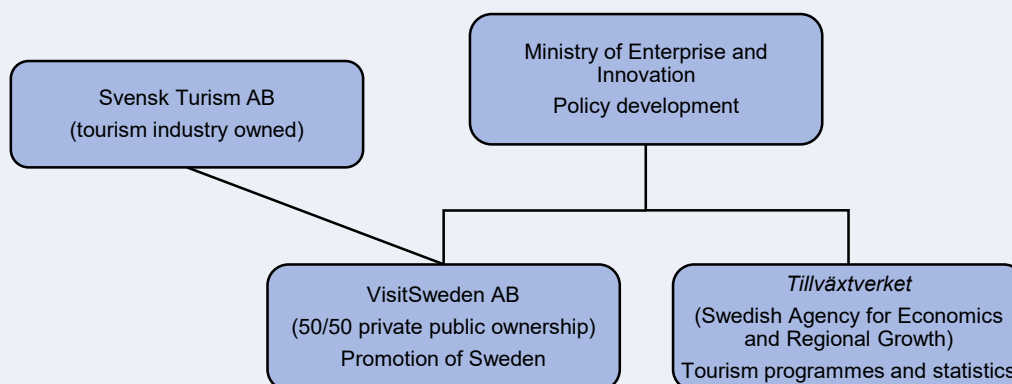 Ministry of Enterprise and
Innovation
Policy development
Svensk Turism AB
(tourism industry owned)
VisitSweden AB
(50/50 private public ownership)
Promotion of Sweden
Tillväxtverket
(Swedish Agency for Economics
and Regional Growth)
Tourism programmes and statistics